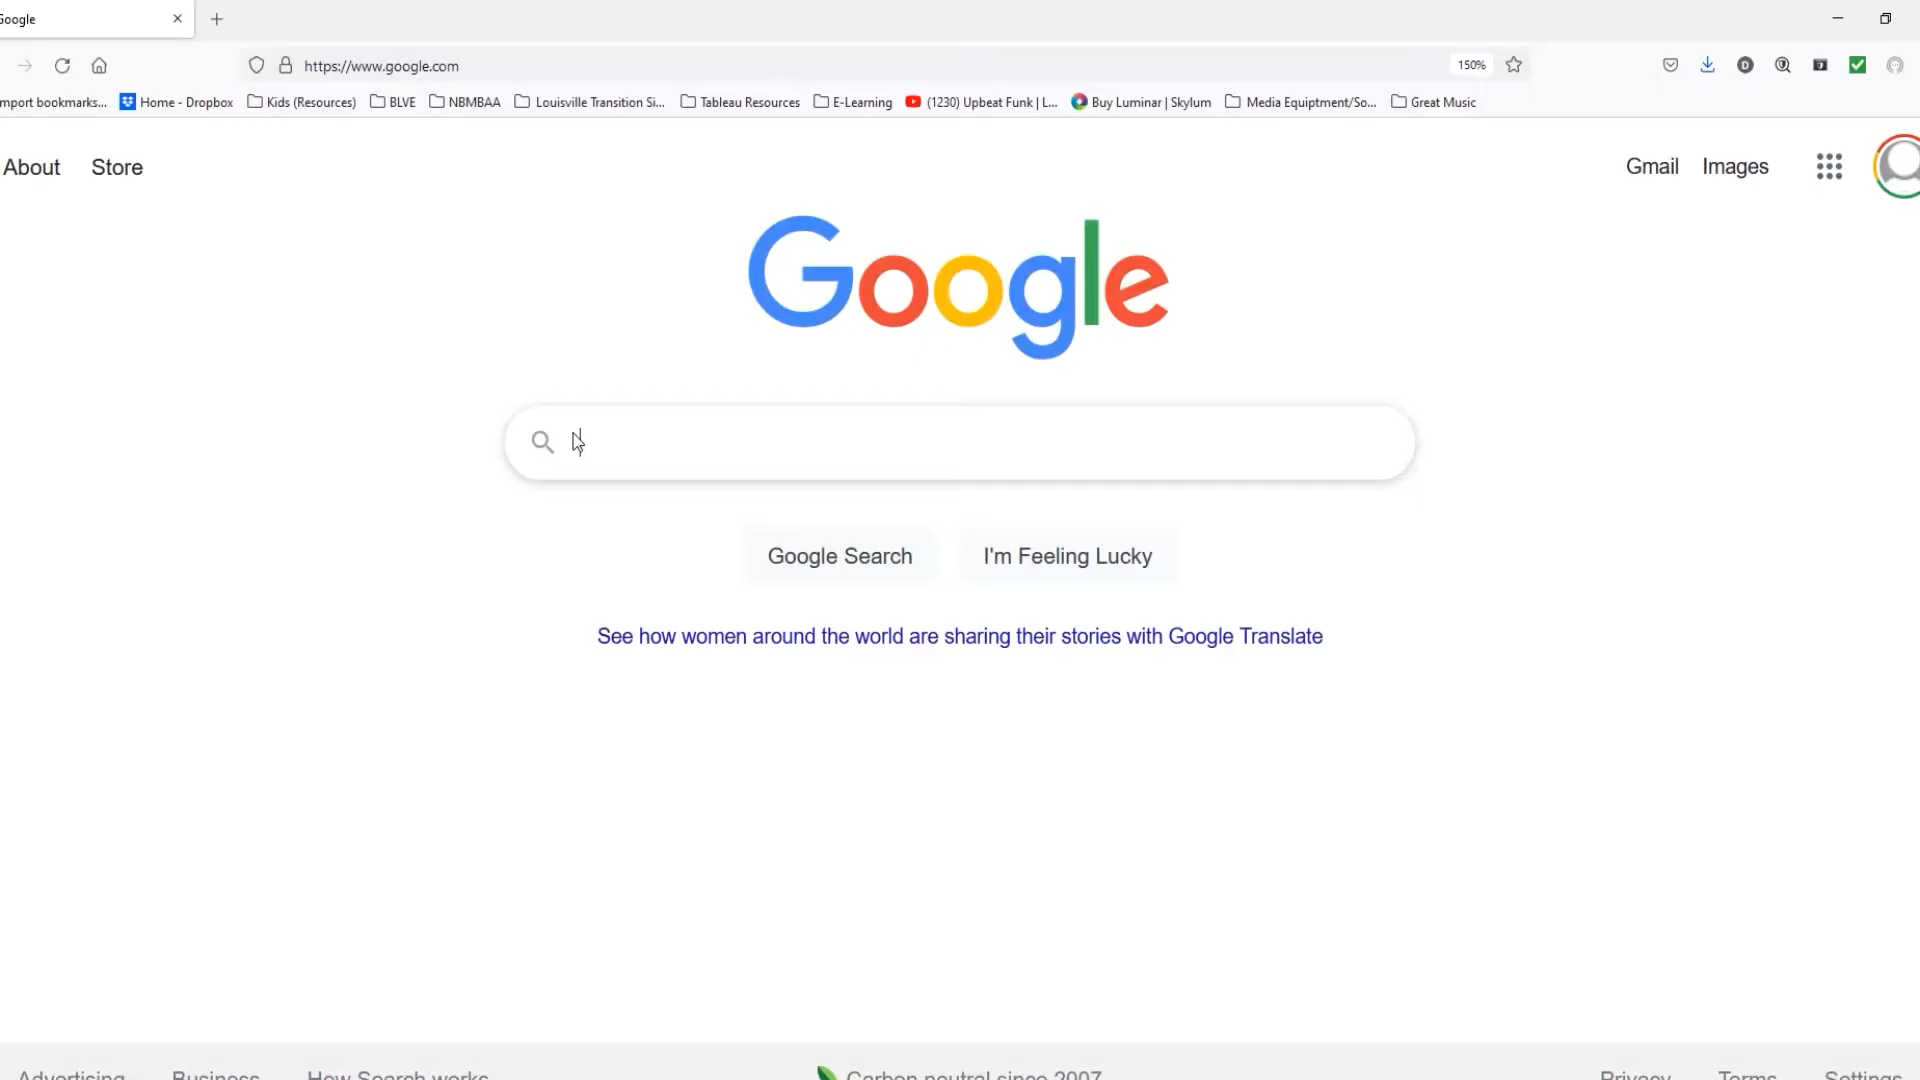 Google
https://www.google.com
150%
mport bookmarks...
Home - Dropbox
Kids (Resources)
BLVE
NBMBAA
Louisville Transition Si...
Tableau Resources
E-Learning
(1230) Upbeat Funk | L...
Buy Luminar | Skylum
Media Equiptment/So...
Great Music
About
Store
Gmail
Images
Google
Google Search
I'm Feeling Lucky
See how women around the world are sharing their stories with Google Translate
Advertising
Business
How Search works
Carbon neutral since 2007
Privacy
Terms
Settings